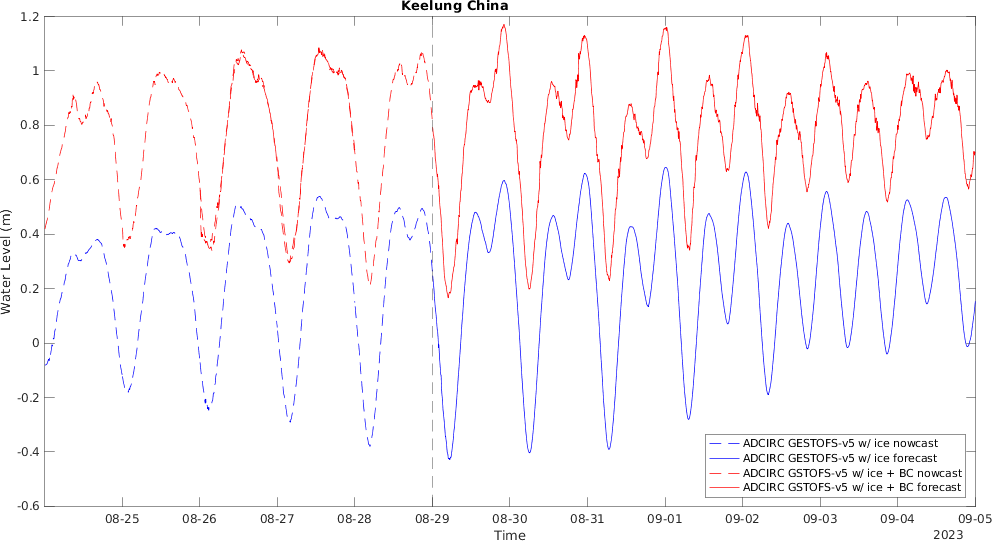 Keelung China
1.2
1
0.8
0.6
0.4
0.2
0
-0.2
-0.4
-0.6
Water Level (m)
ADCIRC GESTOFS-v5 w/ ice nowcast
ADCIRC GESTOFS-v5 w/ ice forecast
ADCIRC GSTOFS-v5 w/ ice + BC nowcast
ADCIRC GSTOFS-v5 w/ ice + BC forecast
08-25 08-26 08-27 08-28 08-29 08-30 08-31 09-01 09-02 09-03 09-04 09-05
Time
2023